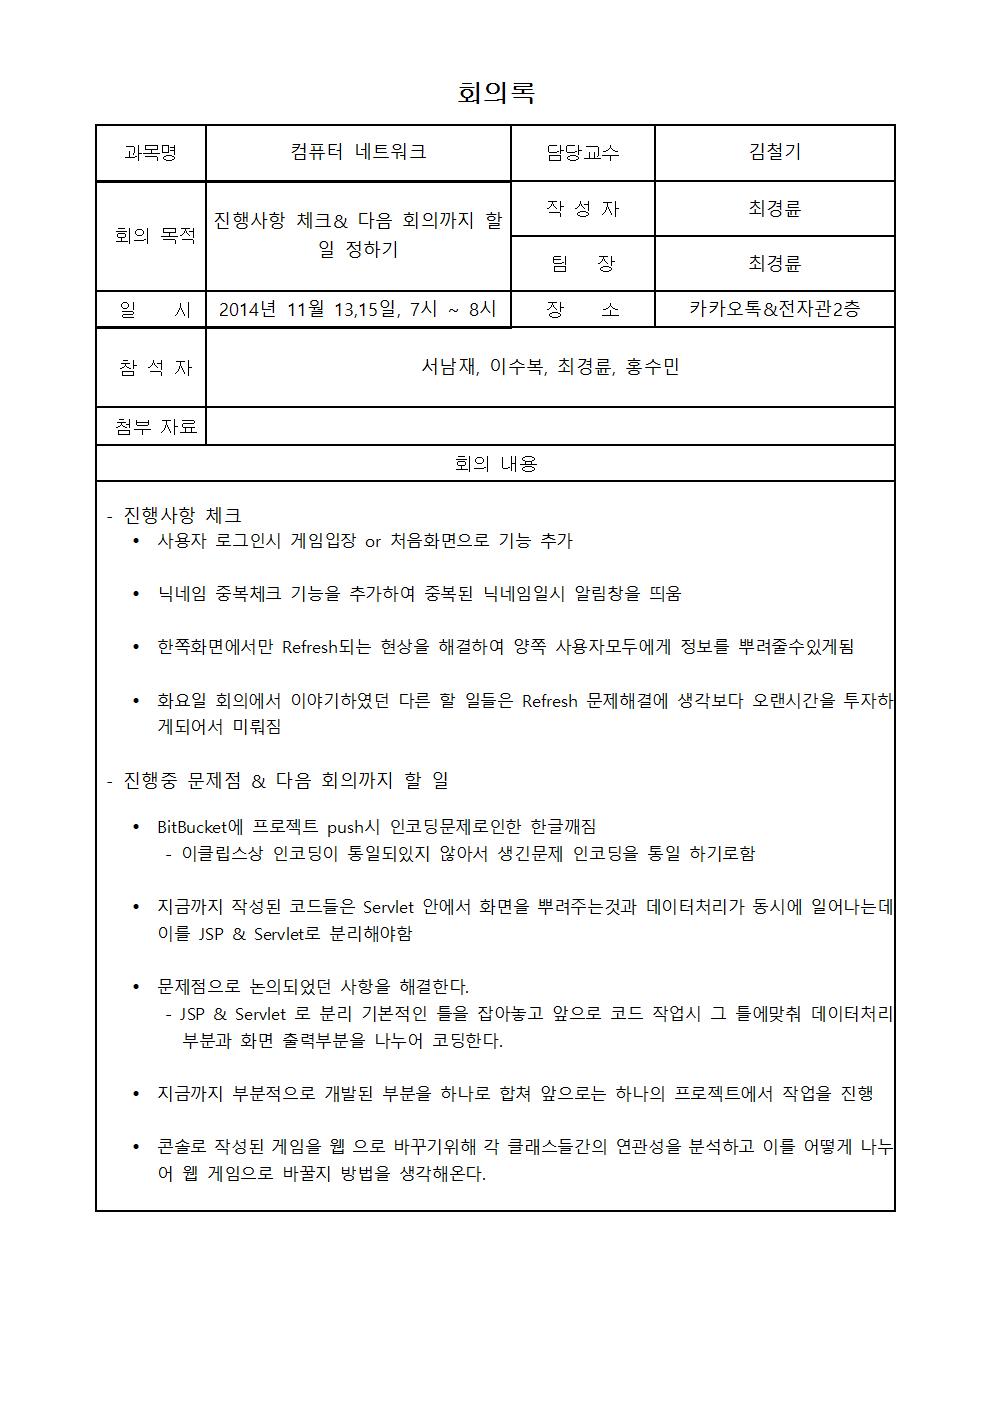 회의록
과목명 컴퓨터 네트워크 담당교수 김철기
회의 목적 진행사항 체크& 다음 회의까지 할
일 정하기
작 성 자 최경륜
팀 장 최경륜
일 시 2014년 11월 13,15일, 7시 ~ 8시 장 소 카카오톡&전자관2층
참 석 자 서남재, 이수복, 최경륜, 홍수민
첨부 자료
회의 내용
- 진행사항 체크
• 사용자 로그인시 게임입장 or 처음화면으로 기능 추가
• 닉네임 중복체크 기능을 추가하여 중복된 닉네임일시 알림창을 띄움
• 한쪽화면에서만 Refresh되는 현상을 해결하여 양쪽 사용자모두에게 정보를 뿌려줄수있게됨
• 화요일 회의에서 이야기하였던 다른 할 일들은 Refresh 문제해결에 생각보다 오랜시간을 투자하
게되어서 미뤄짐
- 진행중 문제점 & 다음 회의까지 할 일
• BitBucket에 프로젝트 push시 인코딩문제로인한 한글깨짐
- 이클립스상 인코딩이 통일되있지 않아서 생긴문제 인코딩을 통일 하기로함
• 지금까지 작성된 코드들은 Servlet 안에서 화면을 뿌려주는것과 데이터처리가 동시에 일어나는데
이를 JSP & Servlet로 분리해야함
• 문제점으로 논의되었던 사항을 해결한다.
- JSP & Servlet 로 분리 기본적인 틀을 잡아놓고 앞으로 코드 작업시 그 틀에맞춰 데이터처리
부분과 화면 출력부분을 나누어 코딩한다.
• 지금까지 부분적으로 개발된 부분을 하나로 합쳐 앞으로는 하나의 프로젝트에서 작업을 진행
• 콘솔로 작성된 게임을 웹 으로 바꾸기위해 각 클래스들간의 연관성을 분석하고 이를 어떻게 나누
어 웹 게임으로 바꿀지 방법을 생각해온다.